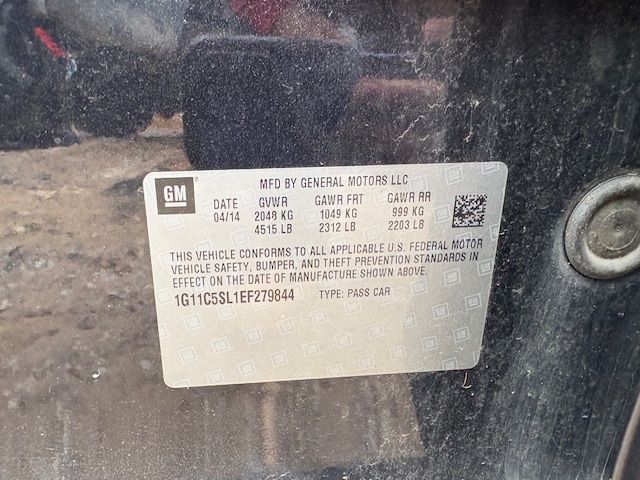 GM
MFD BY GENERAL MOTORS LLC
DATE GVWR GAWR FRT GAWR RR
04/14 2048 KG 1049 KG 999 KG
4515 LB 2312 LB 2203 LB
THIS VEHICLE CONFORMS TO ALL APPLICABLE U.S. FEDERAL MOTOR
VEHICLE SAFETY, BUMPER, AND THEFT PREVENTION STANDARDS IN
EFFECT ON THE DATE OF MANUFACTURE SHOWN ABOVE.
1G11C5SL1EF279844 TYPE: PASS CAR